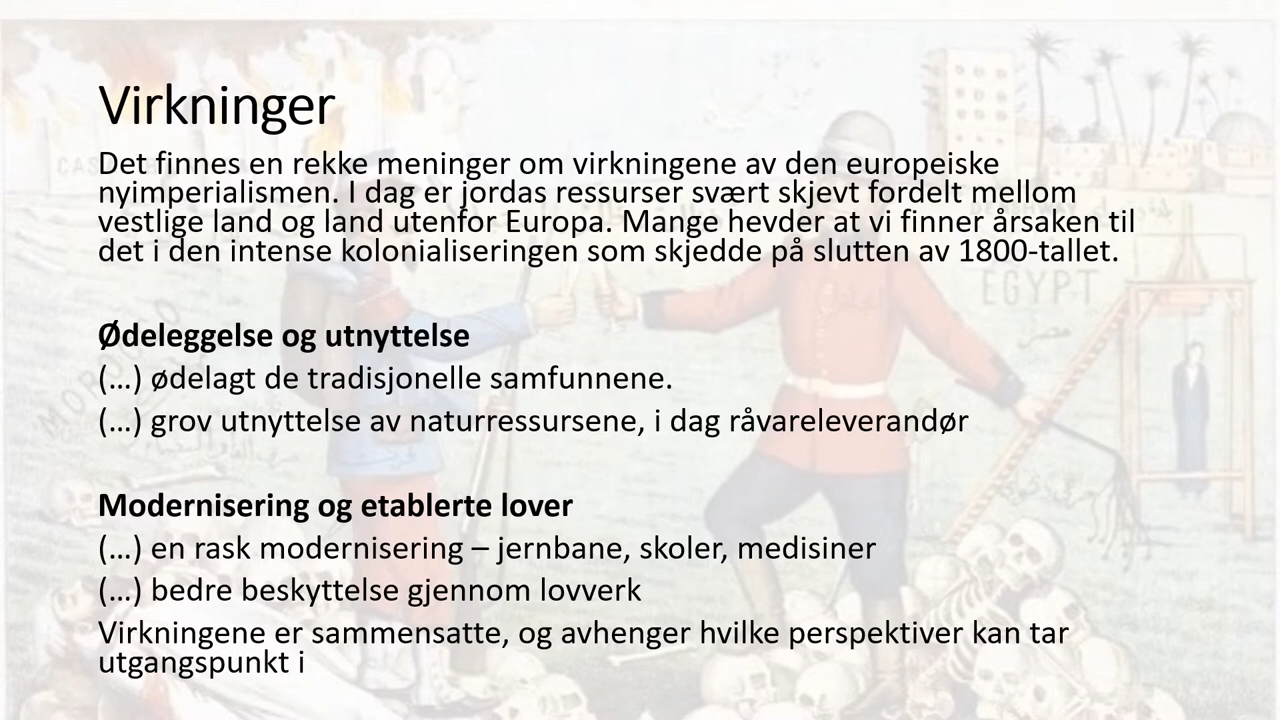 Virkninger
Det finnes en rekke meninger om virkningene av den europeiske
nyimperialismen. I dag er jordas ressurser svært skjevt fordelt mellom
vestlige land og land utenfor Europa. Mange hevder at vi finner årsaken til
det i den intense kolonialiseringen som skjedde på slutten av 1800-tallet.
EGYPT
Ødeleggelse og utnyttelse
(…) ødelagt de tradisjonelle samfunnene.
(…) grov utnyttelse av naturressursene, i dag råvareleverandør
MOROCCO
Modernisering og etablerte lover
(…) en rask modernisering – jernbane, skoler, medisiner
(…) bedre beskyttelse gjennom lovverk
Virkningene er sammensatte, og avhenger hvilke perspektiver kan tar
utgangspunkt i